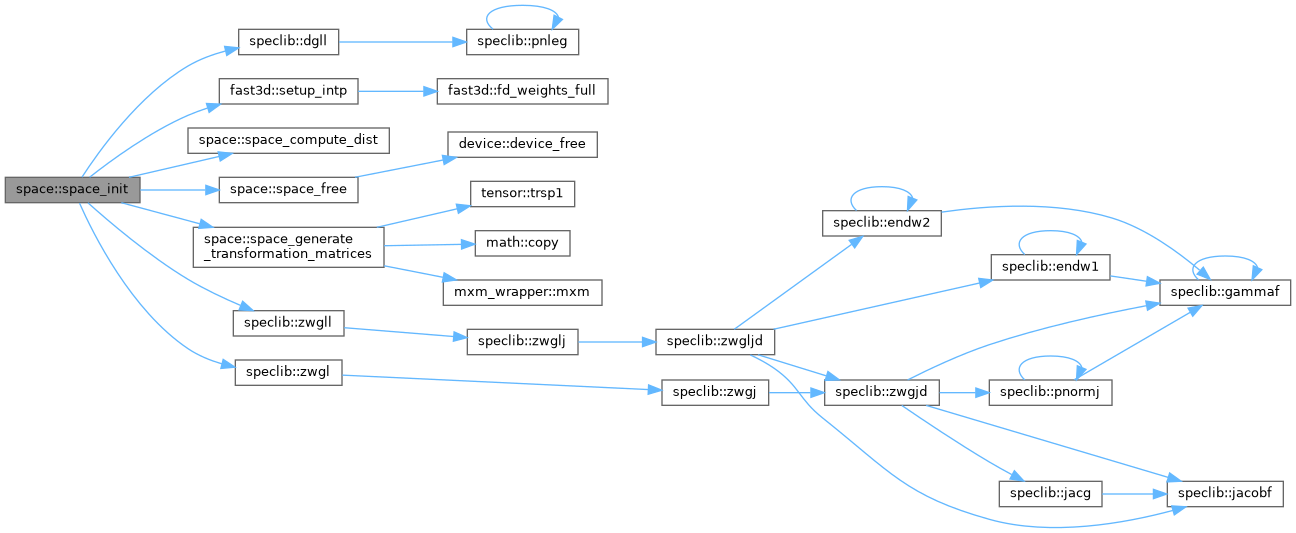 space::space_init
speclib::dgll
speclib::pnleg
fast3d::setup_intp
fast3d::fd_weights_full
space::space_compute_dist
space::space_free
device::device_free
space::space_generate
_transformation_matrices
tensor::trsp1
math::copy
mxm_wrapper::mxm
speclib::zwgll
speclib::zwglj
speclib::zwgljd
speclib::endw2
speclib::endw1
speclib::gammaf
speclib::zwgl
speclib::zwgj
speclib::zwgjd
speclib::pnormj
speclib::jacg
speclib::jacobf